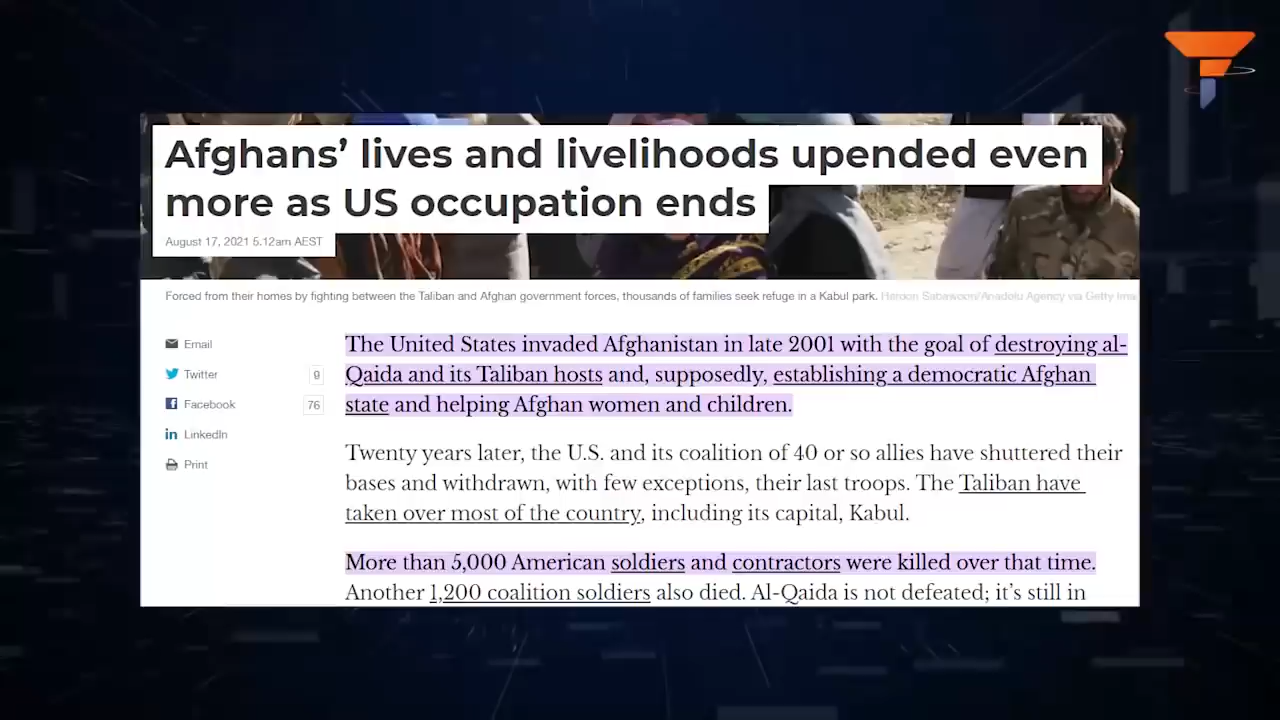 Afghans’ lives and livelihoods upended even
more as US occupation ends
August 17, 2021 5.12am AEST
Forced from their homes by fighting between the Taliban and Afghan government forces, thousands of families seek refuge in a Kabul park. Haroon Sabawoon/Anadolu Agency via Getty Ima
Email
Twitter 9
Facebook 76
LinkedIn
Print
The United States invaded Afghanistan in late 2001 with the goal of destroying al-
Qaida and its Taliban hosts and, supposedly, establishing a democratic Afghan
state and helping Afghan women and children.
Twenty years later, the U.S. and its coalition of 40 or so allies have shuttered their
bases and withdrawn, with few exceptions, their last troops. The Taliban have
taken over most of the country, including its capital, Kabul.
More than 5,000 American soldiers and contractors were killed over that time.
Another 1,200 coalition soldiers also died. Al-Qaida is not defeated; it’s still in